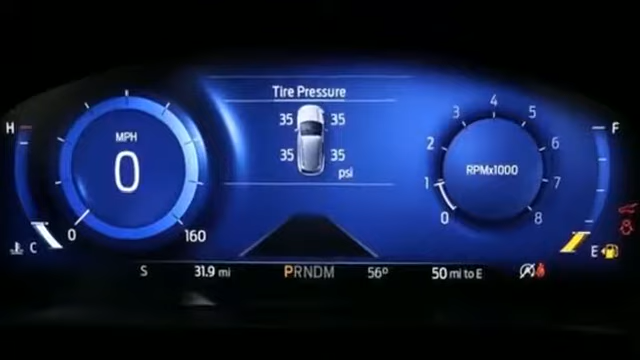 Tire Pressure
35 35
35 35
psi
H
C
MPH
0
0 160
RPMx1000
0 1 2 3 4 5 6 7 8
F
E
S 31.9 mi PRNDM 56º 50 mi to E